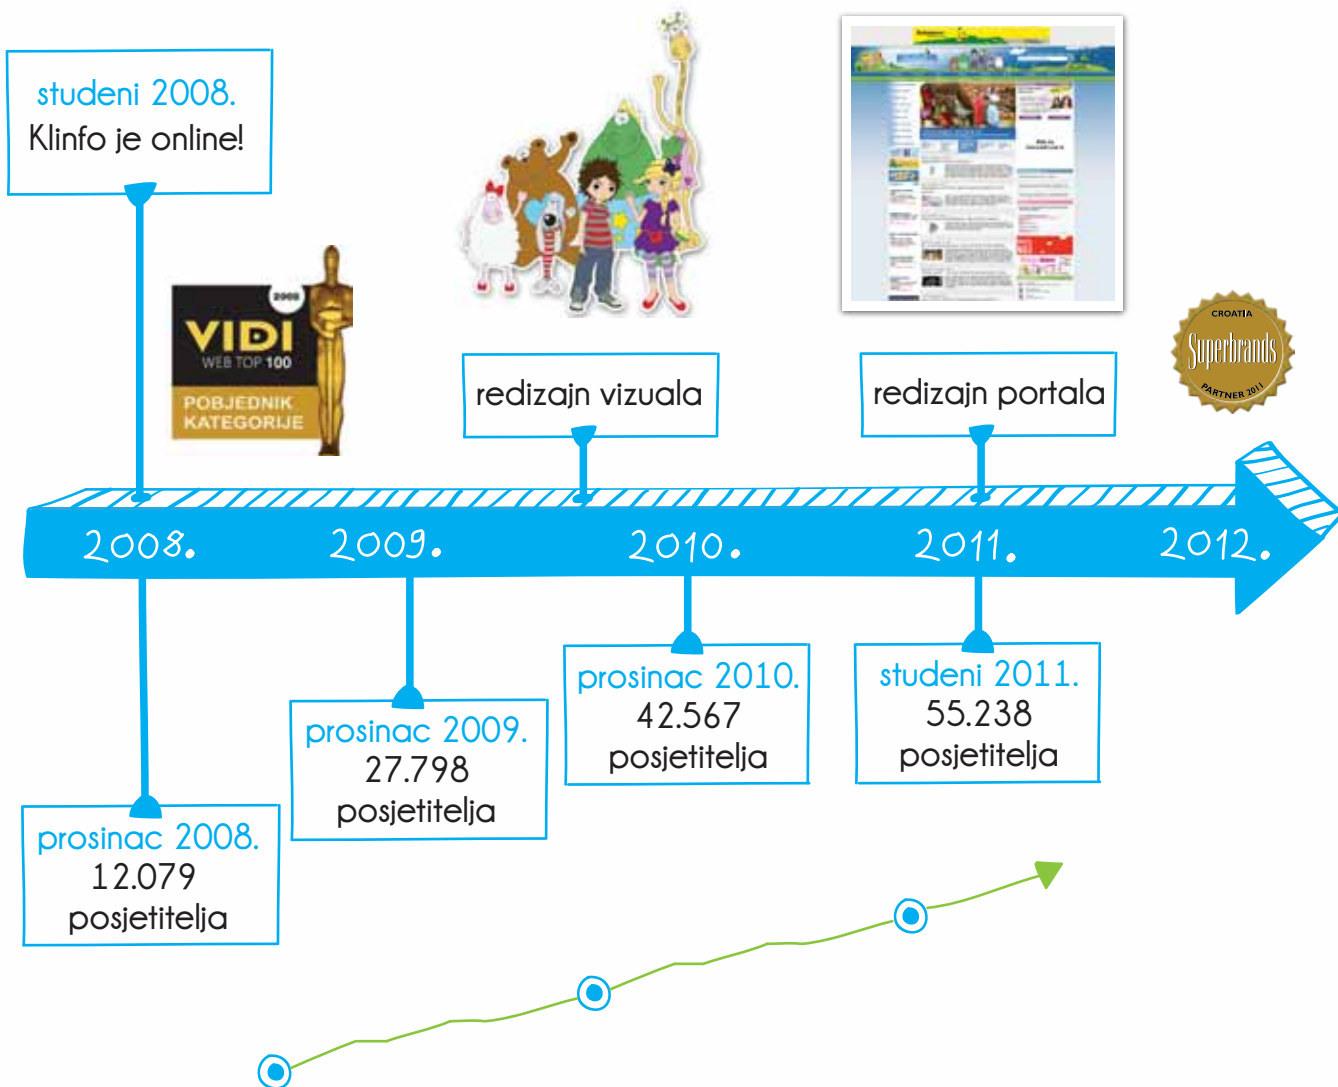 studeni 2008.
Klinfo je online!
2008
VIDI
WEB TOP 100
POBJEDNIK
KATEGORIJE
redizajn vizuala
redizajn portala
CROATIA
Superbrands
PARTNER 2011
2008.
2009.
2010.
2011.
2012.
prosinac 2008.
12.079
posjetitelja
prosinac 2009.
27.798
posjetitelja
prosinac 2010.
42.567
posjetitelja
studeni 2011.
55.238
posjetitelja